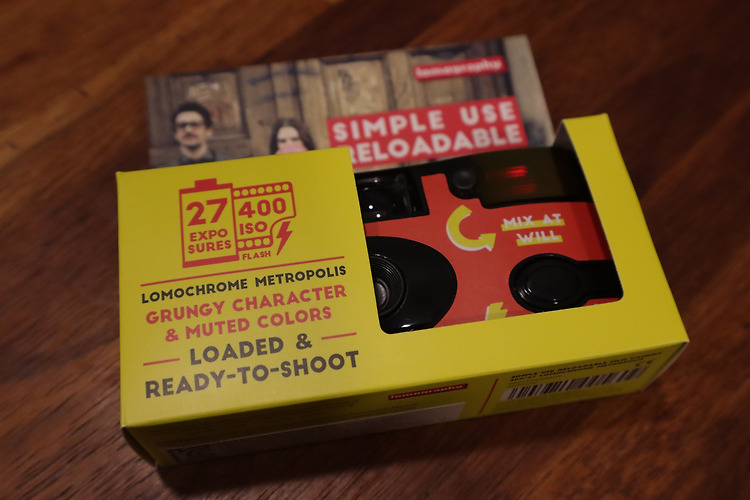 lomography
SIMPLE USE
RELOADABLE
27
EXPO
SURES
400
ISO
FLASH
LOMOCHROME METROPOLIS
GRUNGY CHARACTER
& MUTED COLORS
LOADED &
READY-TO-SHOOT
MIX AT
WILL
lomography